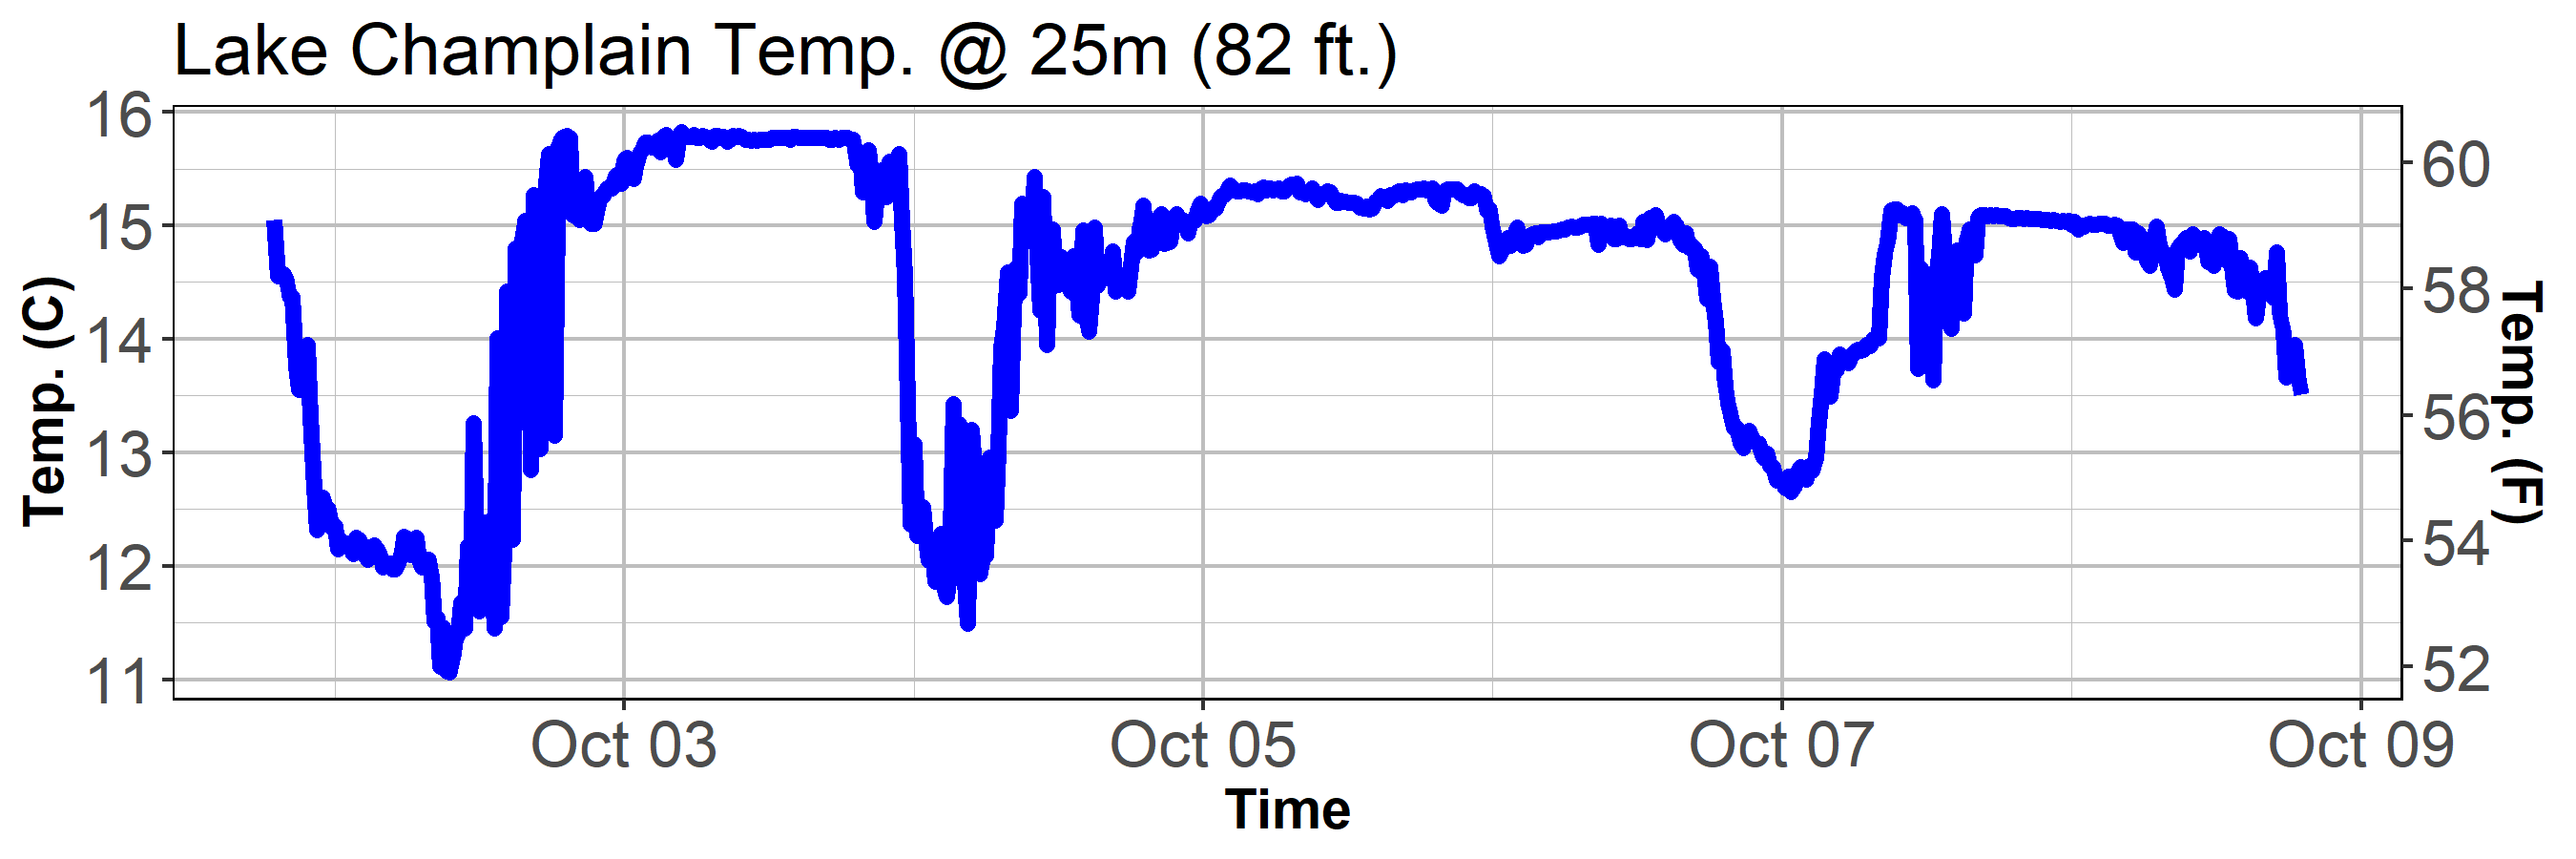 Lake Champlain Temp. @ 25m (82 ft.)
16
15
14
13
12
11
Temp. (C)
60
58
56
54
52
Temp. (F)
Oct 03
Oct 05
Oct 07
Oct 09
Time